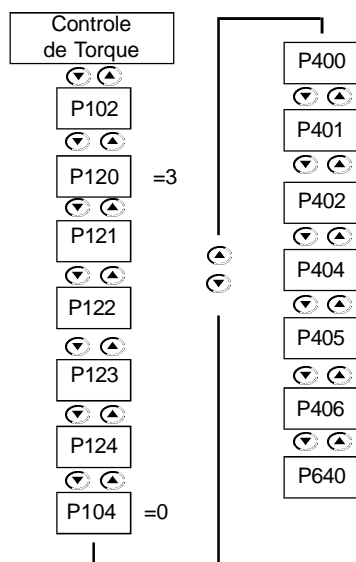 Controle
de Torque
P102
P120 =3
P121
P122
P123
P124
P104 =0
P400
P401
P402
P404
P405
P406
P640